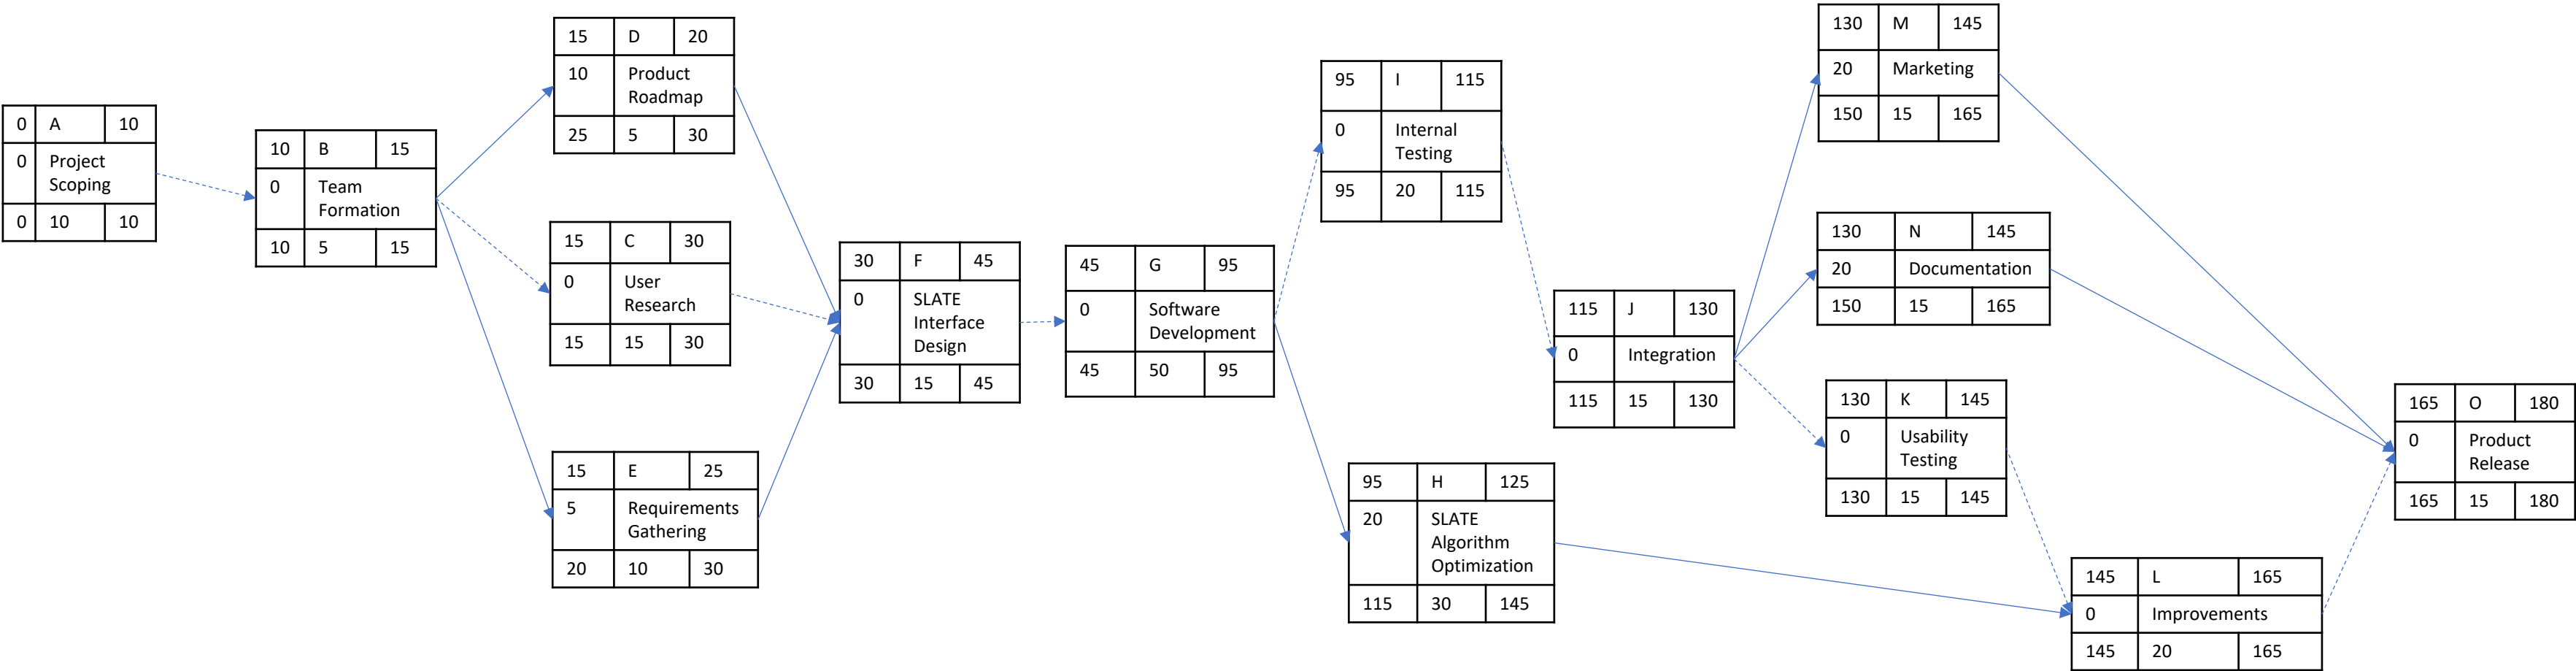 0 A 10
0 Project
Scoping
0 10 10
10 B 15
0 Team
Formation
10 5 15
15 D 20
10 Product
Roadmap
25 5 30
15 C 30
0 User
Research
15 15 30
15 E 25
5 Requirements
Gathering
20 10 30
30 F 45
0 SLATE
Interface
Design
30 15 45
45 G 95
0 Software
Development
45 50 95
95 I 115
0 Internal
Testing
95 20 115
95 H 125
20 SLATE
Algorithm
Optimization
115 30 145
115 J 130
0 Integration
115 15 130
130 M 145
20 Marketing
150 15 165
130 N 145
20 Documentation
150 15 165
130 K 145
0 Usability
Testing
130 15 145
145 L 165
0 Improvements
145 20 165
165 O 180
0 Product
Release
165 15 180